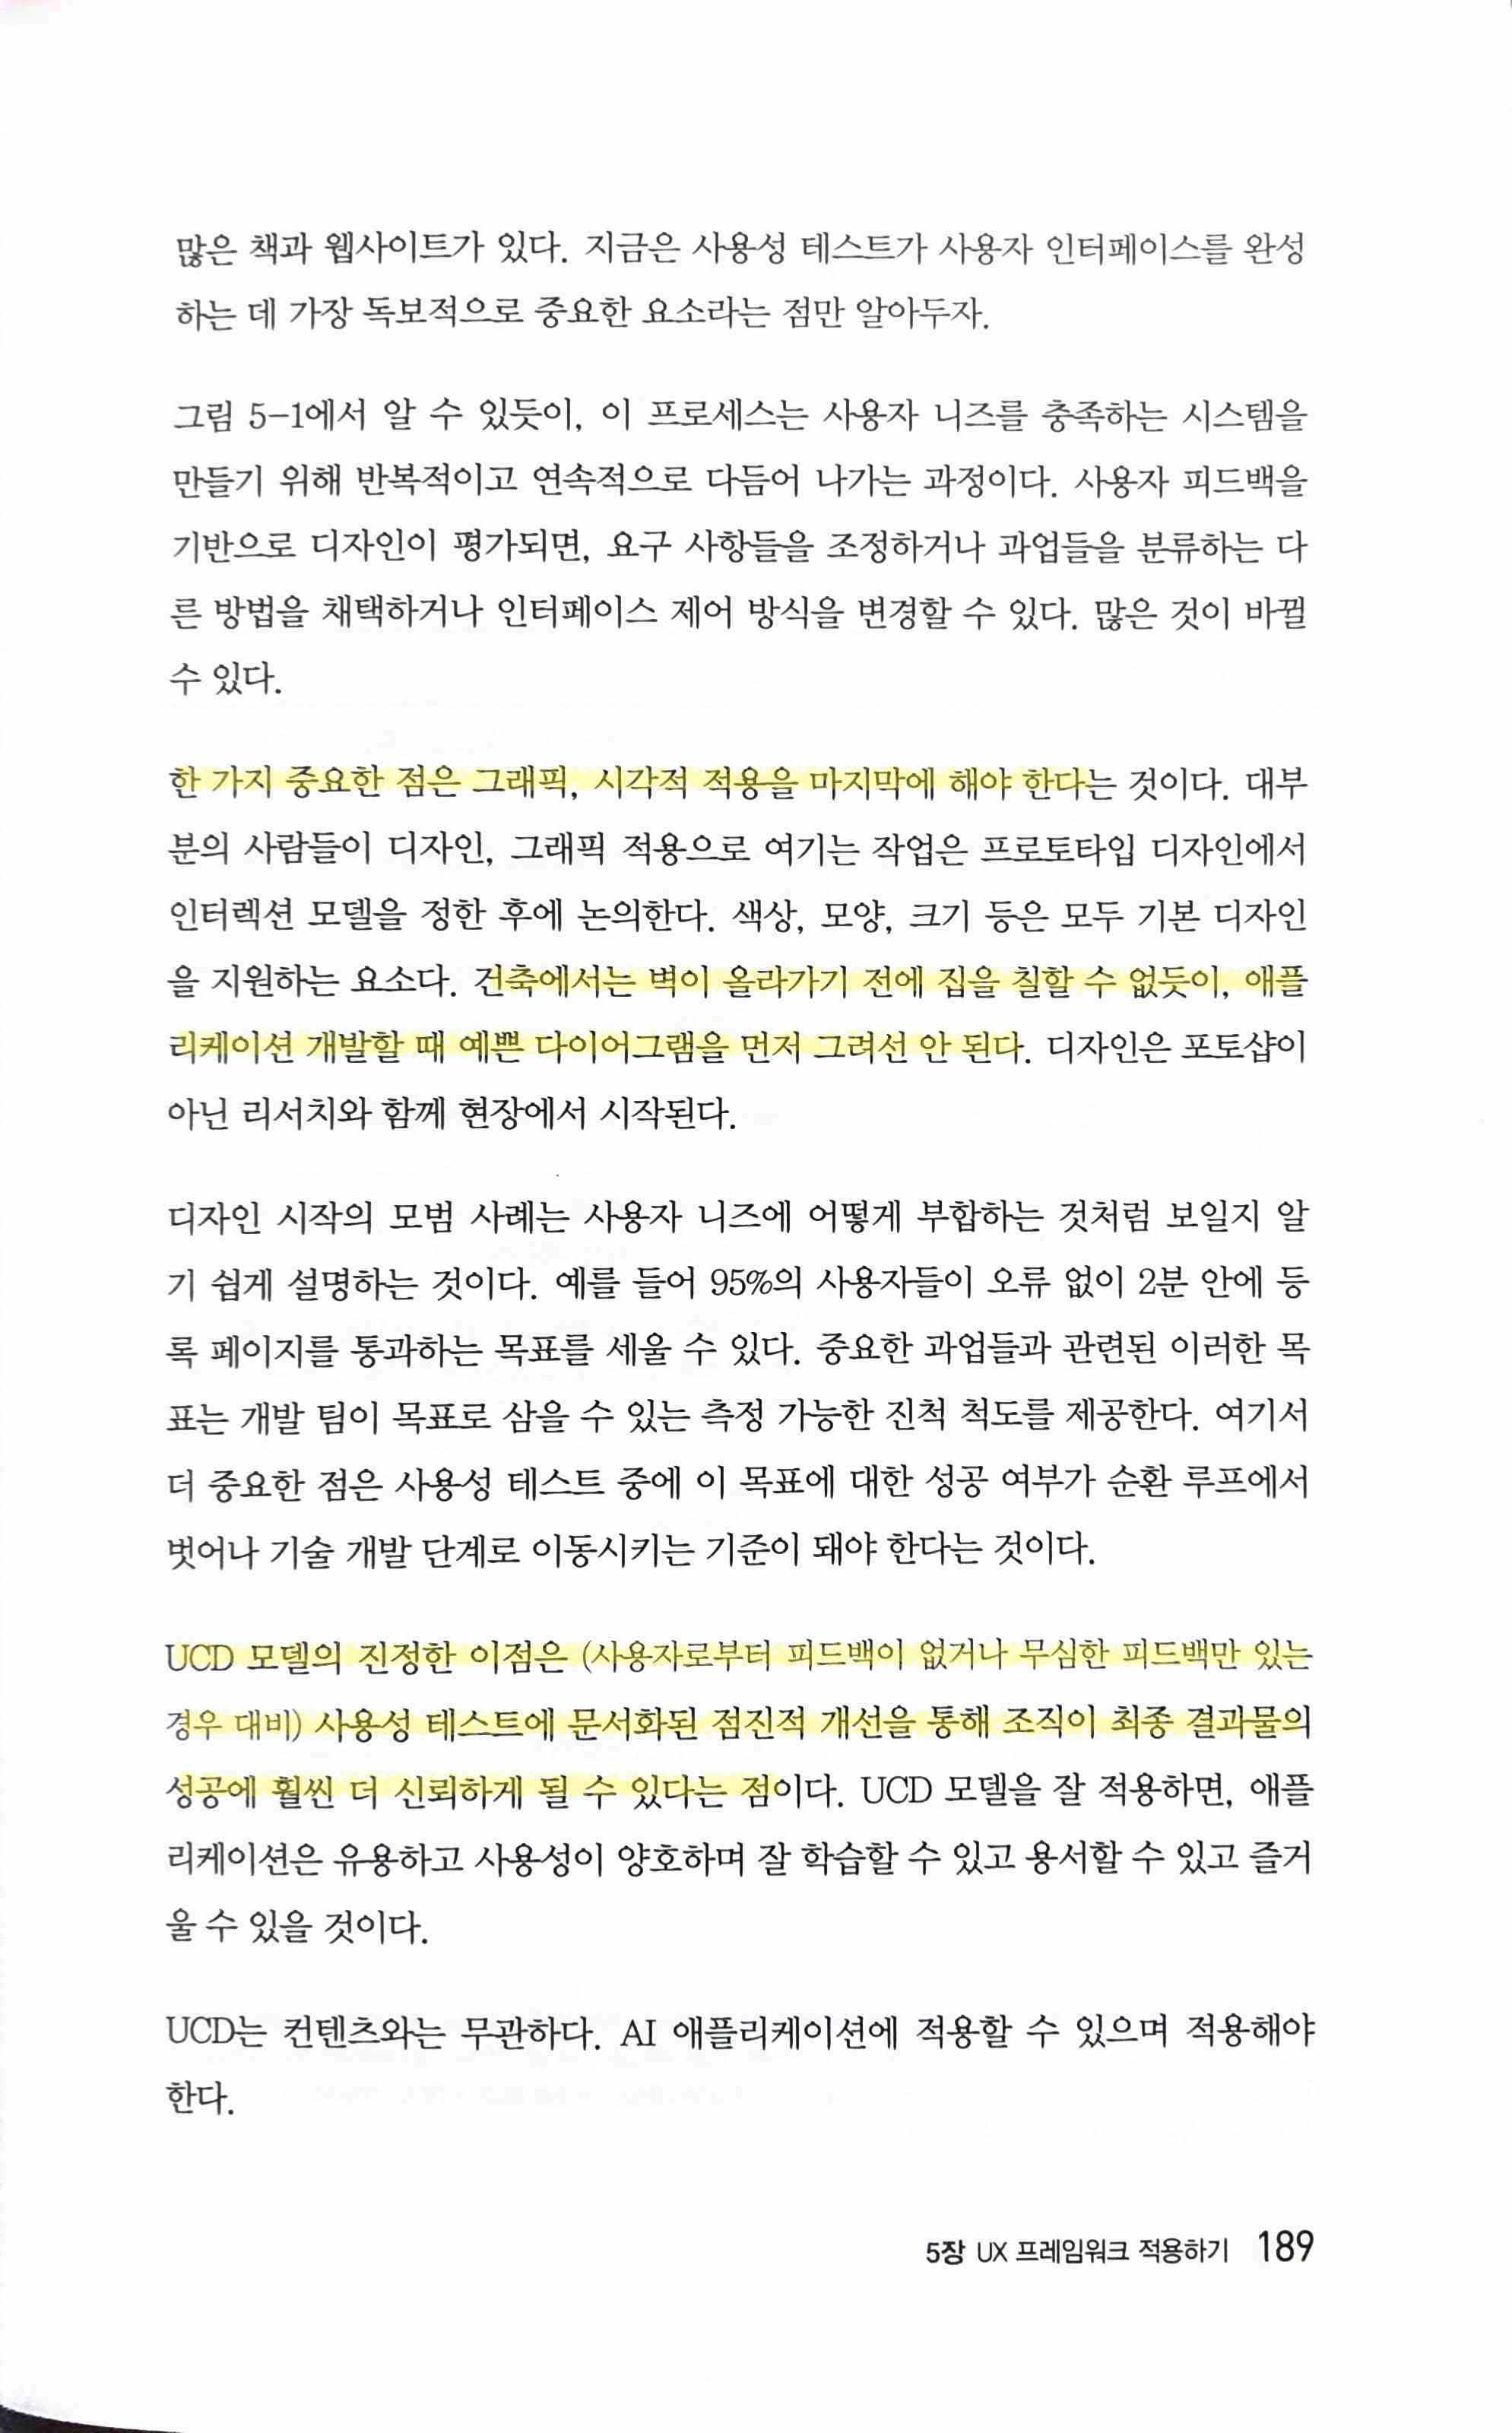 많은 책과 웹사이트가 있다. 지금은 사용성 테스트가 사용자 인터페이스를 완성
하는 데 가장 독보적으로 중요한 요소라는 점만 알아두자.
그림 5-1에서 알 수 있듯이, 이 프로세스는 사용자 니즈를 충족하는 시스템을
만들기 위해 반복적이고 연속적으로 다듬어 나가는 과정이다. 사용자 피드백을
기반으로 디자인이 평가되면, 요구 사항들을 조정하거나 과업들을 분류하는 다
른 방법을 채택하거나 인터페이스 제어 방식을 변경할 수 있다. 많은 것이 바뀔
수 있다.
한 가지 중요한 점은 그래픽, 시각적 적용을 마지막에 해야 한다는 것이다. 대부
분의 사람들이 디자인, 그래픽 적용으로 여기는 작업은 프로토타입 디자인에서
인터렉션 모델을 정한 후에 논의한다. 색상, 모양, 크기 등은 모두 기본 디자인
을 지원하는 요소다. 건축에서는 벽이 올라가기 전에 집을 칠할 수 없듯이, 애플
리케이션 개발할 때 예쁜 다이어그램을 먼저 그려선 안 된다. 디자인은 포토샵이
아닌 리서치와 함께 현장에서 시작된다.
디자인 시작의 모범 사례는 사용자 니즈에 어떻게 부합하는 것처럼 보일지 알
기 쉽게 설명하는 것이다. 예를 들어 95%의 사용자들이 오류 없이 2분 안에 등
록 페이지를 통과하는 목표를 세울 수 있다. 중요한 과업들과 관련된 이러한 목
표는 개발 팀이 목표로 삼을 수 있는 측정 가능한 진척 척도를 제공한다. 여기서
더 중요한 점은 사용성 테스트 중에 이 목표에 대한 성공 여부가 순환 루프에서
벗어나 기술 개발 단계로 이동시키는 기준이 돼야 한다는 것이다.
UCD 모델의 진정한 이점은 (사용자로부터 피드백이 없거나 무심한 피드백만 있는
경우 대비) 사용성 테스트에 문서화된 점진적 개선을 통해 조직이 최종 결과물의
성공에 훨씬 더 신뢰하게 될 수 있다는 점이다. UCD 모델을 잘 적용하면, 애플
리케이션은 유용하고 사용성이 양호하며 잘 학습할 수 있고 용서할 수 있고 즐거
울 수 있을 것이다.
UCD는 컨텐츠와는 무관하다. AI 애플리케이션에 적용할 수 있으며 적용해야
한다.
5장 UX 프레임워크 적용하기 189